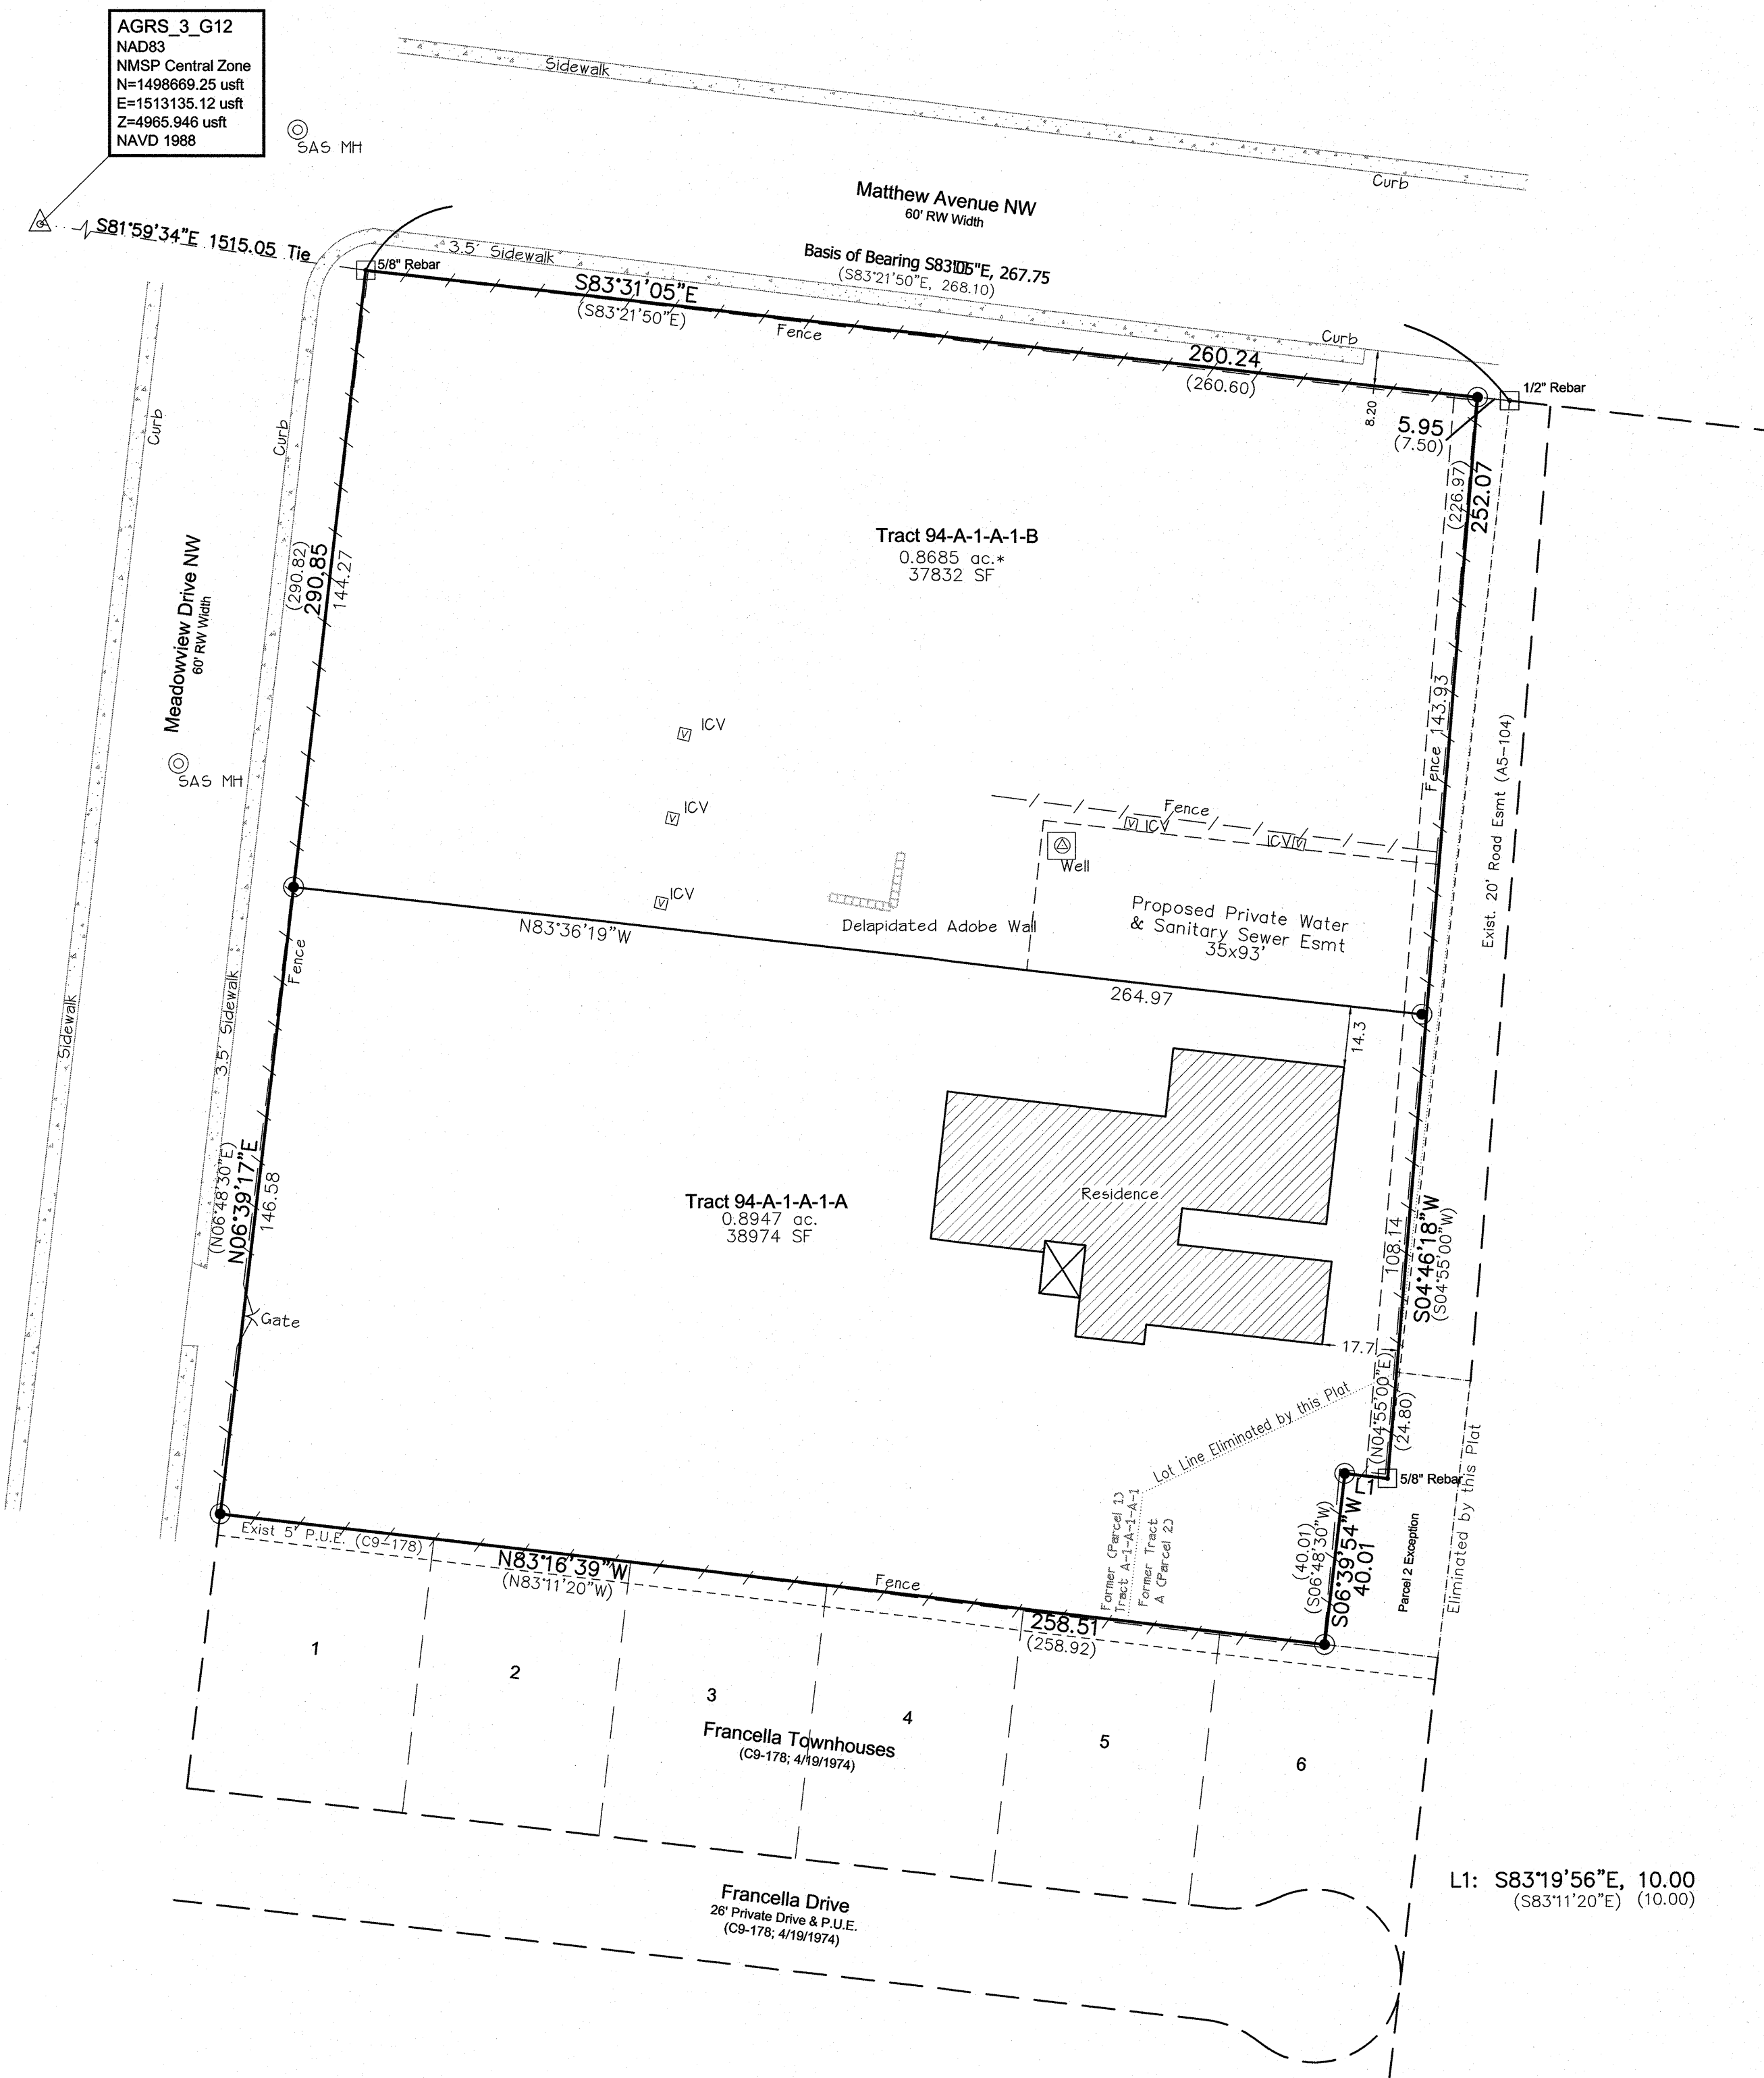 AGRS_3_G12
NAD83
NMSP Central Zone
N=1498669.25 usft
E=1513135.12 usft
Z=4965.946 usft
NAVD 1988
SAS MH
Sidewalk
Curb
Matthew Avenue NW
60' RW Width
S81°59'34"E 1515.05 Tie
5/8" Rebar
3.5' Sidewalk
Basis of Bearing 267.75
(S83°21'50"E, 268.10)
S83°31'05"E
(S83°21'50"E)
Fence
Curb
260.24
(260.60)
8.20
1/2" Rebar
5.95
(7.50)
(226.97)
252.07
Curb
Curb
Tract 94-A-1-A-1-B
0.8685 ac.*
37832 SF
Meadowview Drive NW
60' RW Width
(290.82)
290.85
144.27
Fence 143.93
Exist. 20' Road Esmt (A5-104)
ICV
SAS MH
ICV
Fence
ICV
ICV
Well
ICV
Delapidated Adobe Wall
Proposed Private Water
& Sanitary Sewer Esmt
35x93'
N83°36'19"W
264.97
Fence
Sidewalk
3.5' Sidewalk
14.3
(N06°48'30"E)
N06°39'17"E
146.58
Tract 94-A-1-A-1-A
0.8947 ac.
38974 SF
Residence
108.14
S04°46'18"W
(S04°55'00"W)
Gate
17.7
(N04°55'00"E)
(24.80)
Lot Line Eliminated by this Plat
L1
5/8" Rebar
Former (Parcel 1)
Tract A-1-A-1-A-1
Former Tract
A (Parcel 2)
(40.01)
(S06°48'30"W)
S06°39'54"W
40.01
Parcel 2 Exception
Eliminated by this Plat
Exist 5' P.U.E. (C9-178)
N83°16'39"W
(N83°11'20"W)
Fence
258.51
(258.92)
1
2
3
4
5
6
Francella Townhouses
(C9-178; 4/19/1974)
L1: S83°19'56"E, 10.00
(S83°11'20"E) (10.00)
Francella Drive
26' Private Drive & P.U.E.
(C9-178; 4/19/1974)